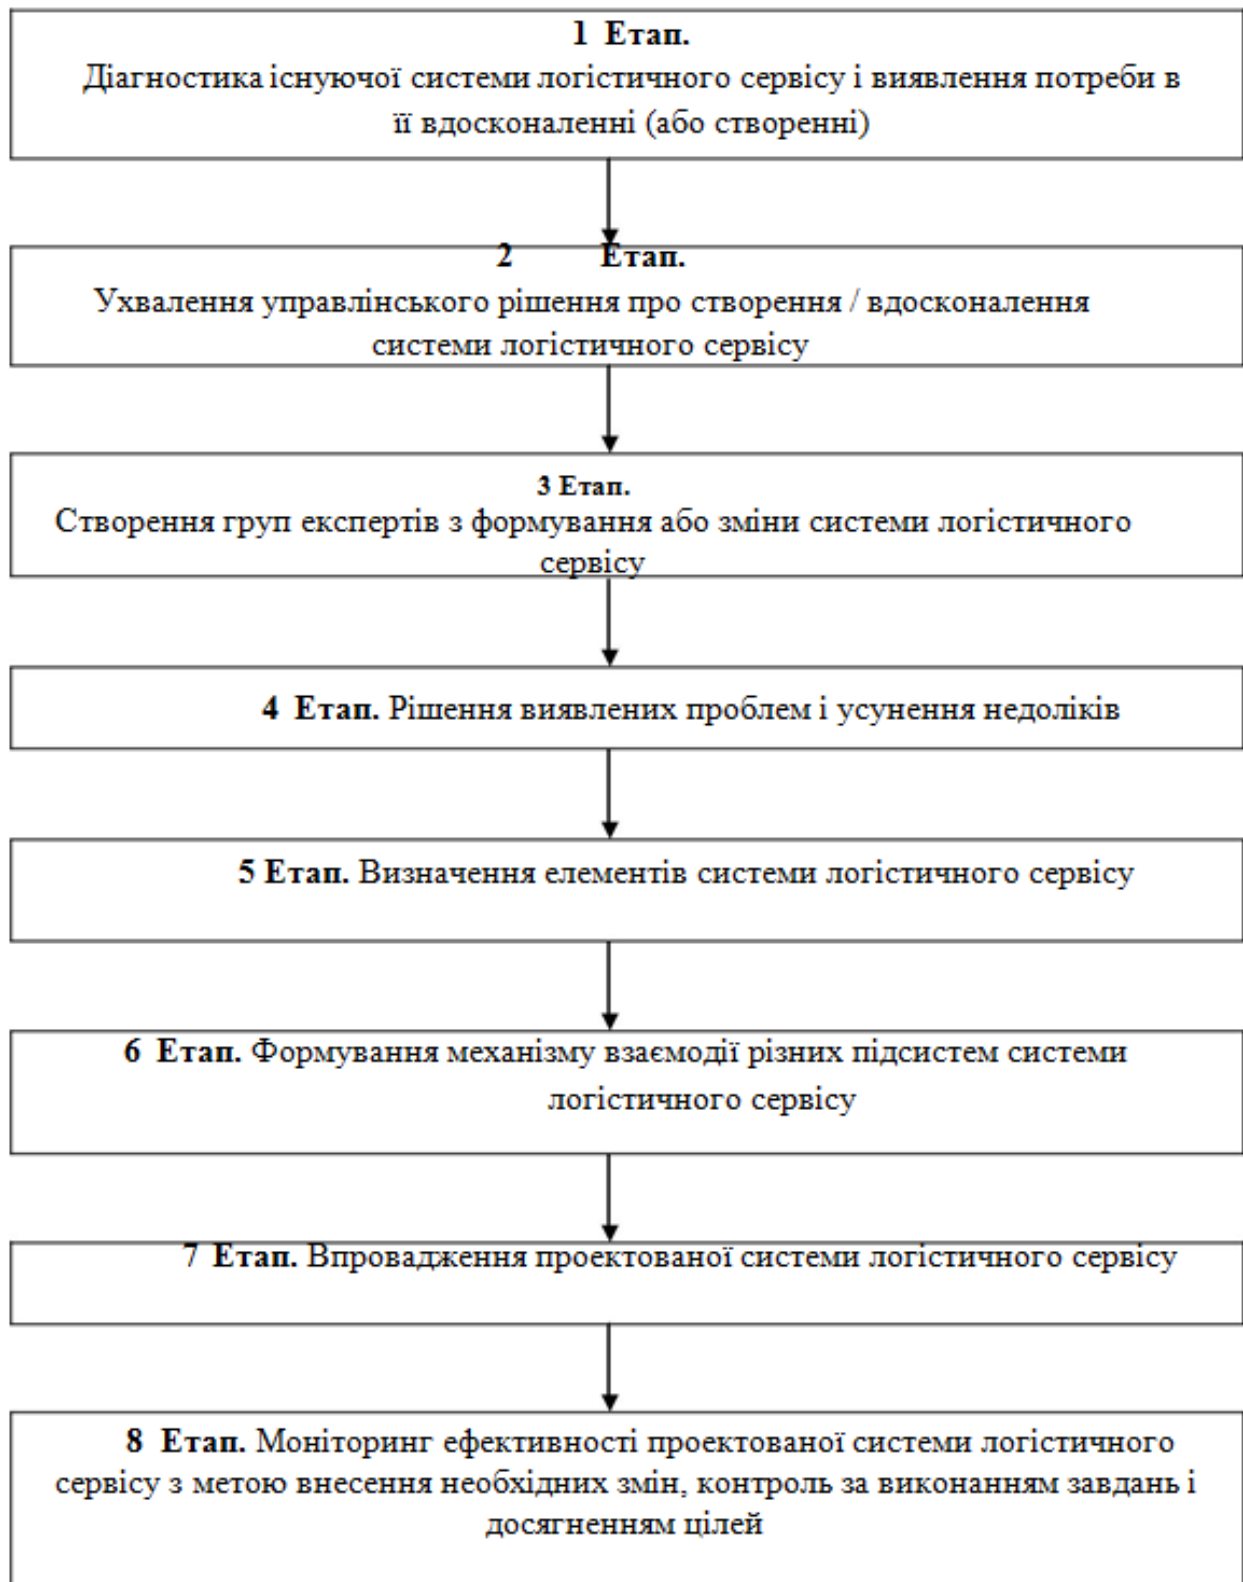 1 Етап.
Діагностика існуючої системи логістичного сервісу і виявлення потреби в
її вдосконаленні (або створенні)
2 Етап.
Ухвалення управлінського рішення про створення / вдосконалення
системи логістичного сервісу
3 Етап.
Створення груп експертів з формування або зміни системи логістичного
сервісу
4 Етап. Рішення виявлених проблем і усунення недоліків
5 Етап. Визначення елементів системи логістичного сервісу
6 Етап. Формування механізму взаємодії різних підсистем системи
логістичного сервісу
7 Етап. Впровадження проектованої системи логістичного сервісу
8 Етап. Моніторинг ефективності проектованої системи логістичного
сервісу з метою внесення необхідних змін, контроль за виконанням завдань і
досягненням цілей